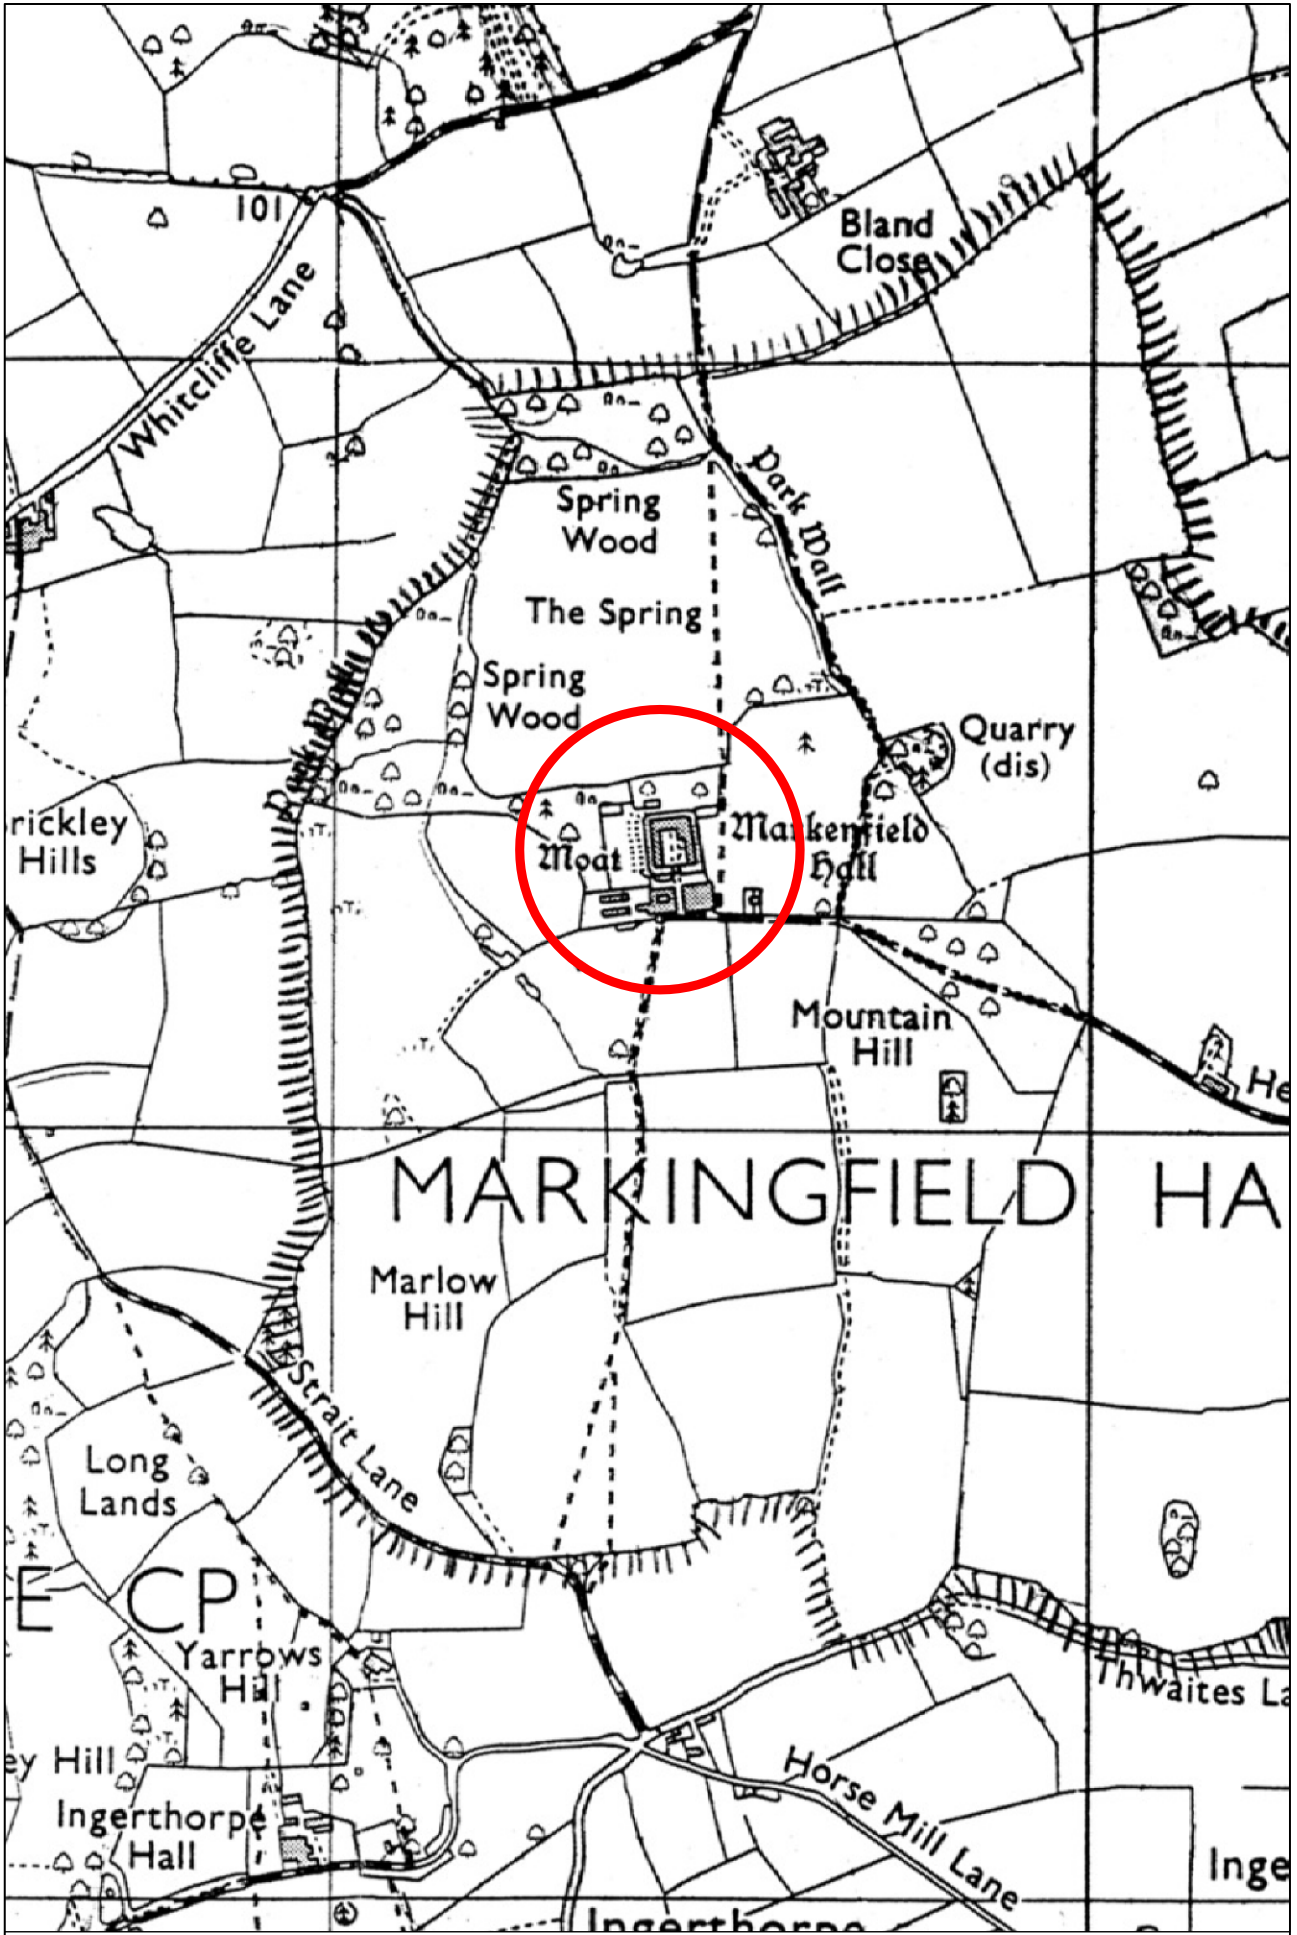 101
Bland
Close
Whitcliffe Lane
Park Wall
Spring
Wood
The Spring
Spring
Wood
Park Wall
Quarry
(dis)
rickley
Hills
Moat
Markenfield
Hall
Mountain
Hill
He
MARKINGFIELD HA
Marlow
Hill
Strait Lane
Long
Lands
E CP
Yarrows
Hill
Thwaites La
ey Hill
Horse Mill Lane
Ingerthorpe
Hall
Inge
Ingerthorpe